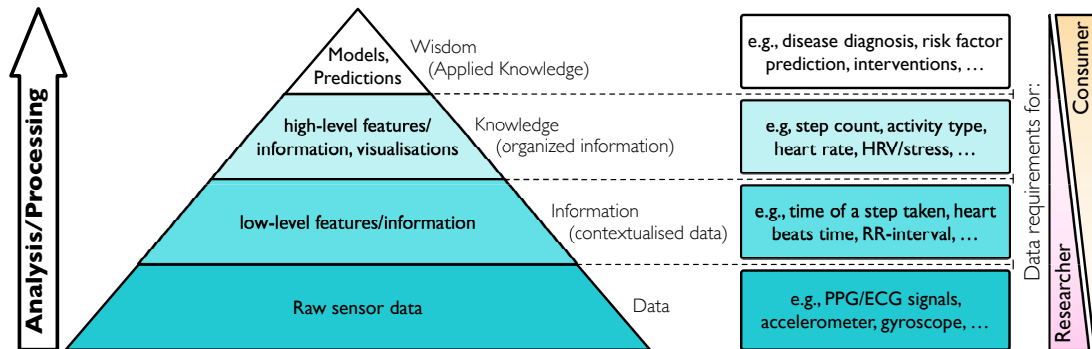 Analysis/Processing
Models,
Predictions
Wisdom
(Applied Knowledge)
e.g., disease diagnosis, risk factor
prediction, interventions, …
high-level features/
information, visualisations
Knowledge
(organized information)
e.g, step count, activity type,
heart rate, HRV/stress, …
low-level features/information
Information
(contextualised data)
e.g., time of a step taken, heart
beats time, RR-interval, …
Raw sensor data
Data
e.g., PPG/ECG signals,
accelerometer, gyroscope, …
Data requirements for:
Researcher
Consumer